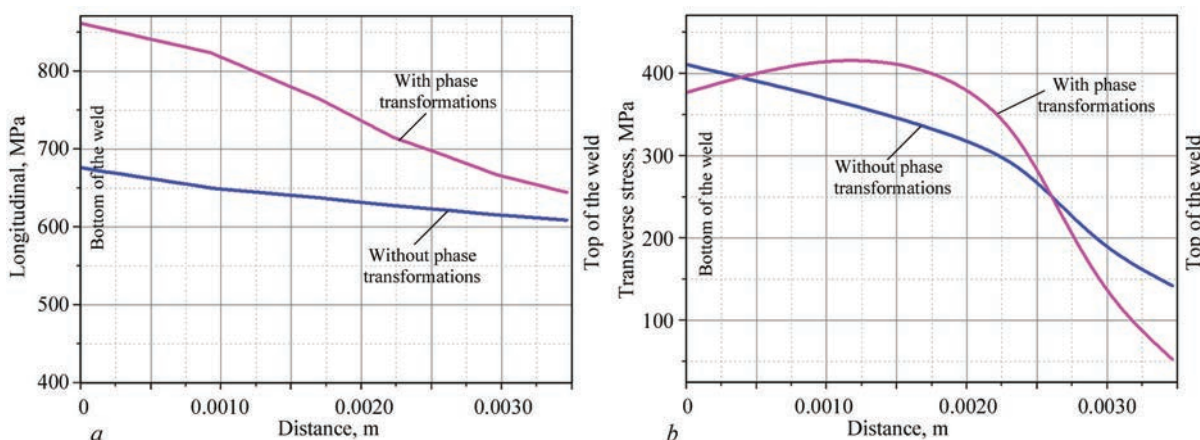 800
700
600
500
400
Longitudinal, MPa
Bottom of the weld
With phase
transformations
Without phase
transformations
Top of the weld
0
0.0010
0.0020
0.0030
Distance, m
a
400
300
200
100
Transverse stress, MPa
Bottom of the weld
With phase
transformations
Without phase
transformations
Top of the weld
0
0.0010
0.0020
0.0030
Distance, m
b